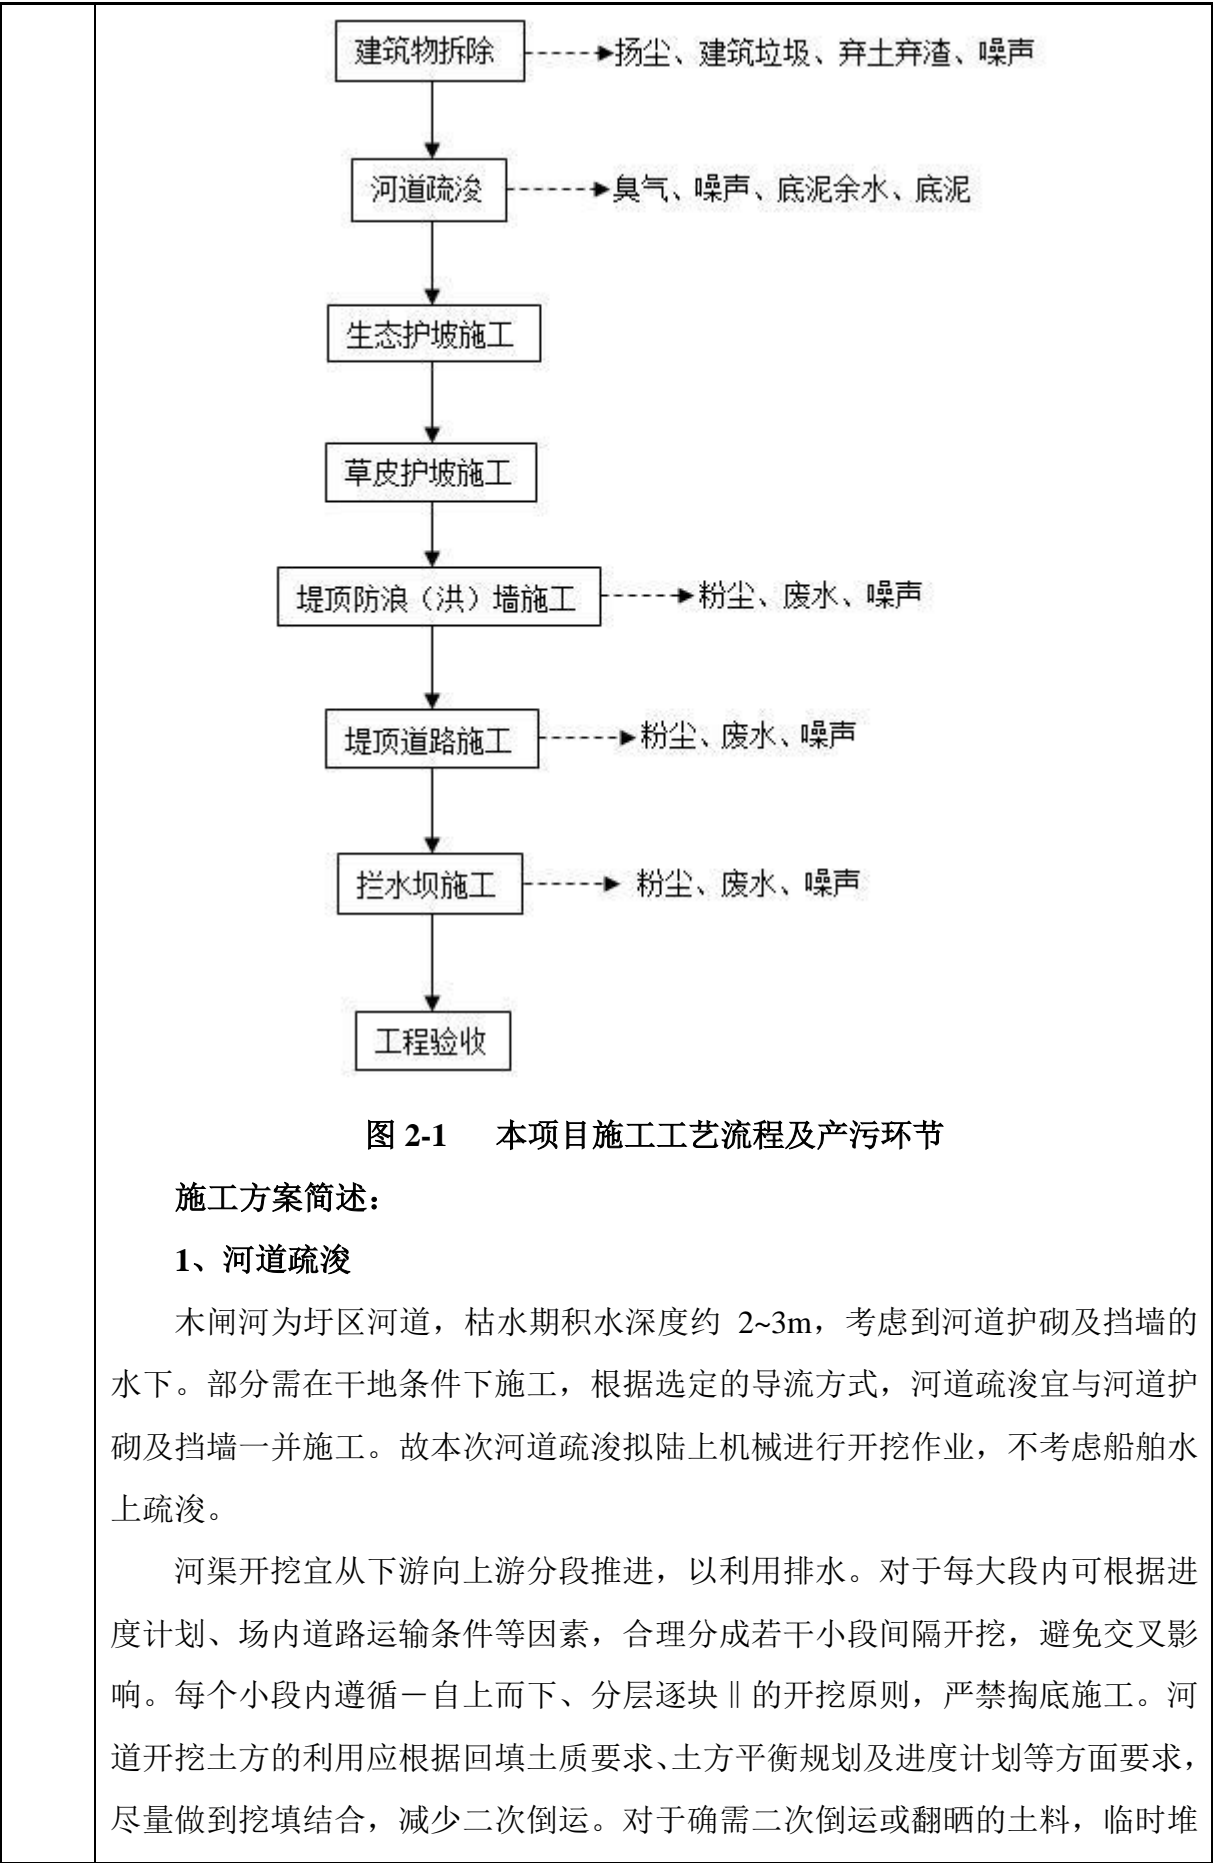 建筑物拆除 扬尘、建筑垃圾、弃土弃渣、噪声
河道疏浚 臭气、噪声、底泥余水、底泥
生态护坡施工
草皮护坡施工
堤顶防浪（洪）墙施工 粉尘、废水、噪声
堤顶道路施工 粉尘、废水、噪声
拦水坝施工 粉尘、废水、噪声
工程验收
图 2-1 本项目施工工艺流程及产污环节
施工方案简述：
1、河道疏浚
木闸河为圩区河道，枯水期积水深度约 2~3m，考虑到河道护砌及挡墙的
水下。部分需在干地条件下施工，根据选定的导流方式，河道疏浚宜与河道护
砌及挡墙一并施工。故本次河道疏浚拟陆上机械进行开挖作业，不考虑船舶水
上疏浚。
河渠开挖宜从下游向上游分段推进，以利用排水。对于每大段内可根据进
度计划、场内道路运输条件等因素，合理分成若干小段间隔开挖，避免交叉影
响。每个小段内遵循－自上而下、分层逐块‖的开挖原则，严禁掏底施工。河
道开挖土方的利用应根据回填土质要求、土方平衡规划及进度计划等方面要求，
尽量做到挖填结合，减少二次倒运。对于确需二次倒运或翻晒的土料，临时堆